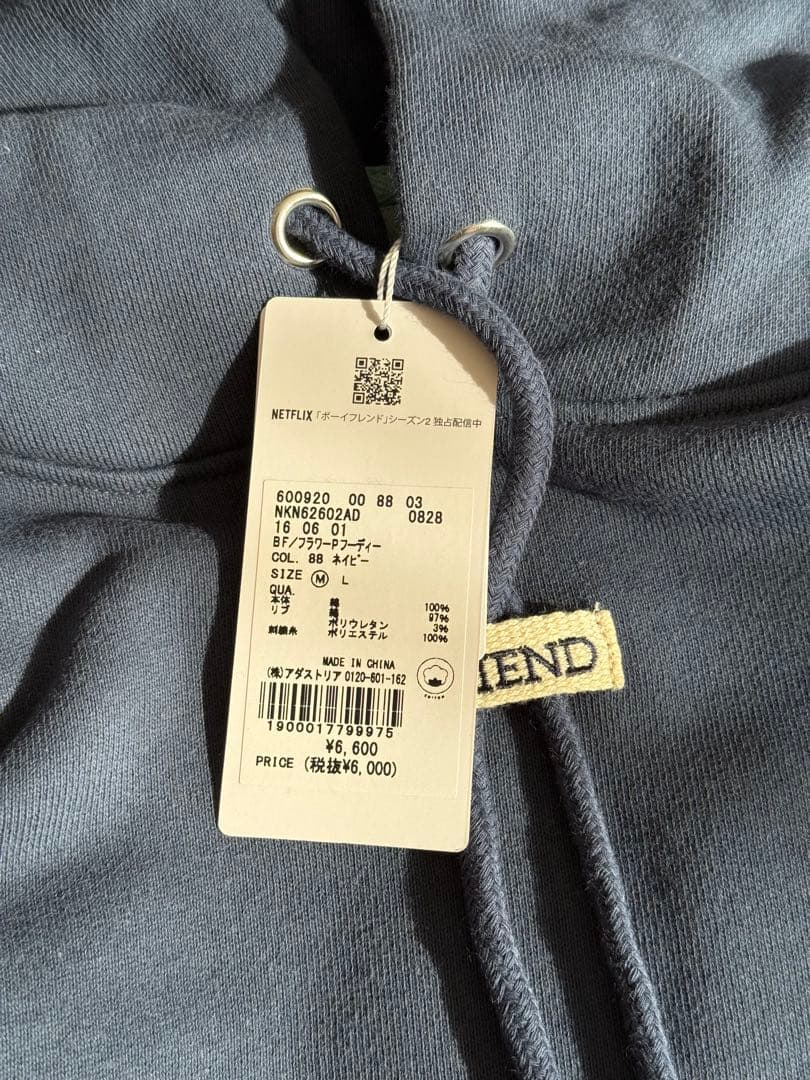 NETFLIX 「ボーイフレンド」シーズン2 独占配信中
600920 00 88 03
NKN62602AD 0828
16 06 01
BF/フラワーPフーディー
COL. 88 ネイビー
SIZE M L
QUA.
本体 綿 100%
リブ 綿 97%
ポリウレタン 3%
刺繍糸 ポリエステル 100%
MADE IN CHINA
(株)アダストリア 0120-601-162
COTTON
1900017799975
¥6,600
PRICE (税抜¥6,000)
IEND